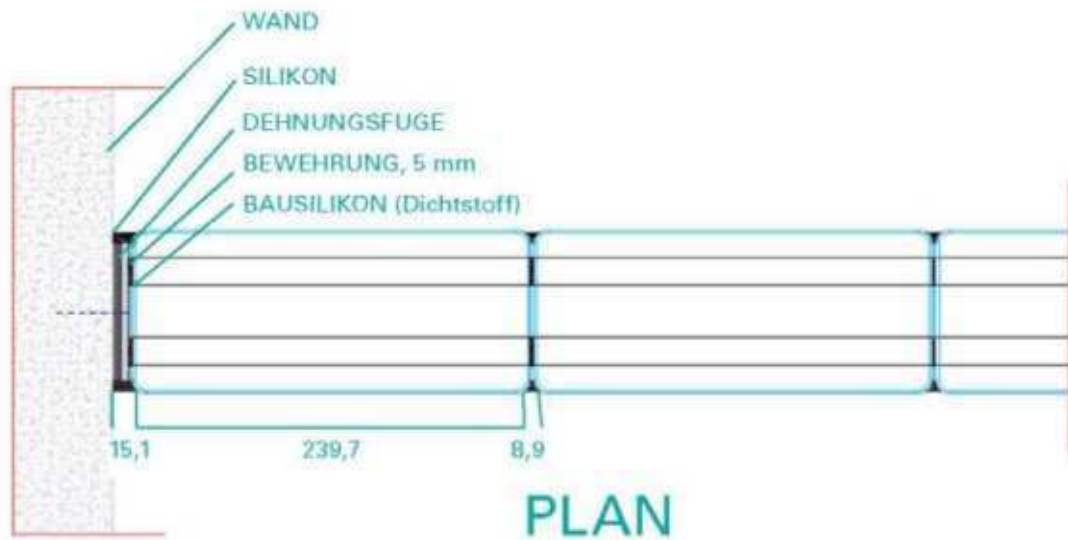 WAND
SILIKON
DEHNUNGSFUGE
BEWEHRUNG, 5 mm
BAUSILIKON (Dichtstoff)
15,1 239,7 8,9
PLAN